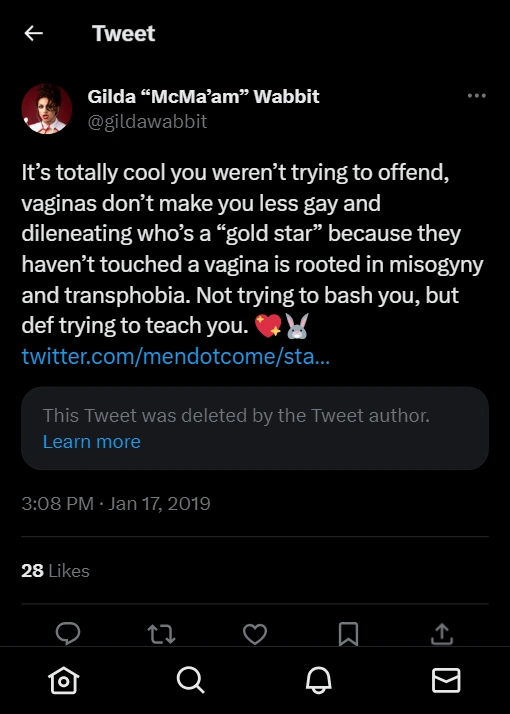 Tweet
Gilda “McMa’am” Wabbit
@gildawabbit
It’s totally cool you weren’t trying to offend,
vaginas don’t make you less gay and
dileneating who’s a “gold star” because they
haven’t touched a vagina is rooted in misogyny
and transphobia. Not trying to bash you, but
def trying to teach you. 💖🐰
twitter.com/mendotcome/sta...
This Tweet was deleted by the Tweet author.
Learn more
3:08 PM · Jan 17, 2019
28 Likes